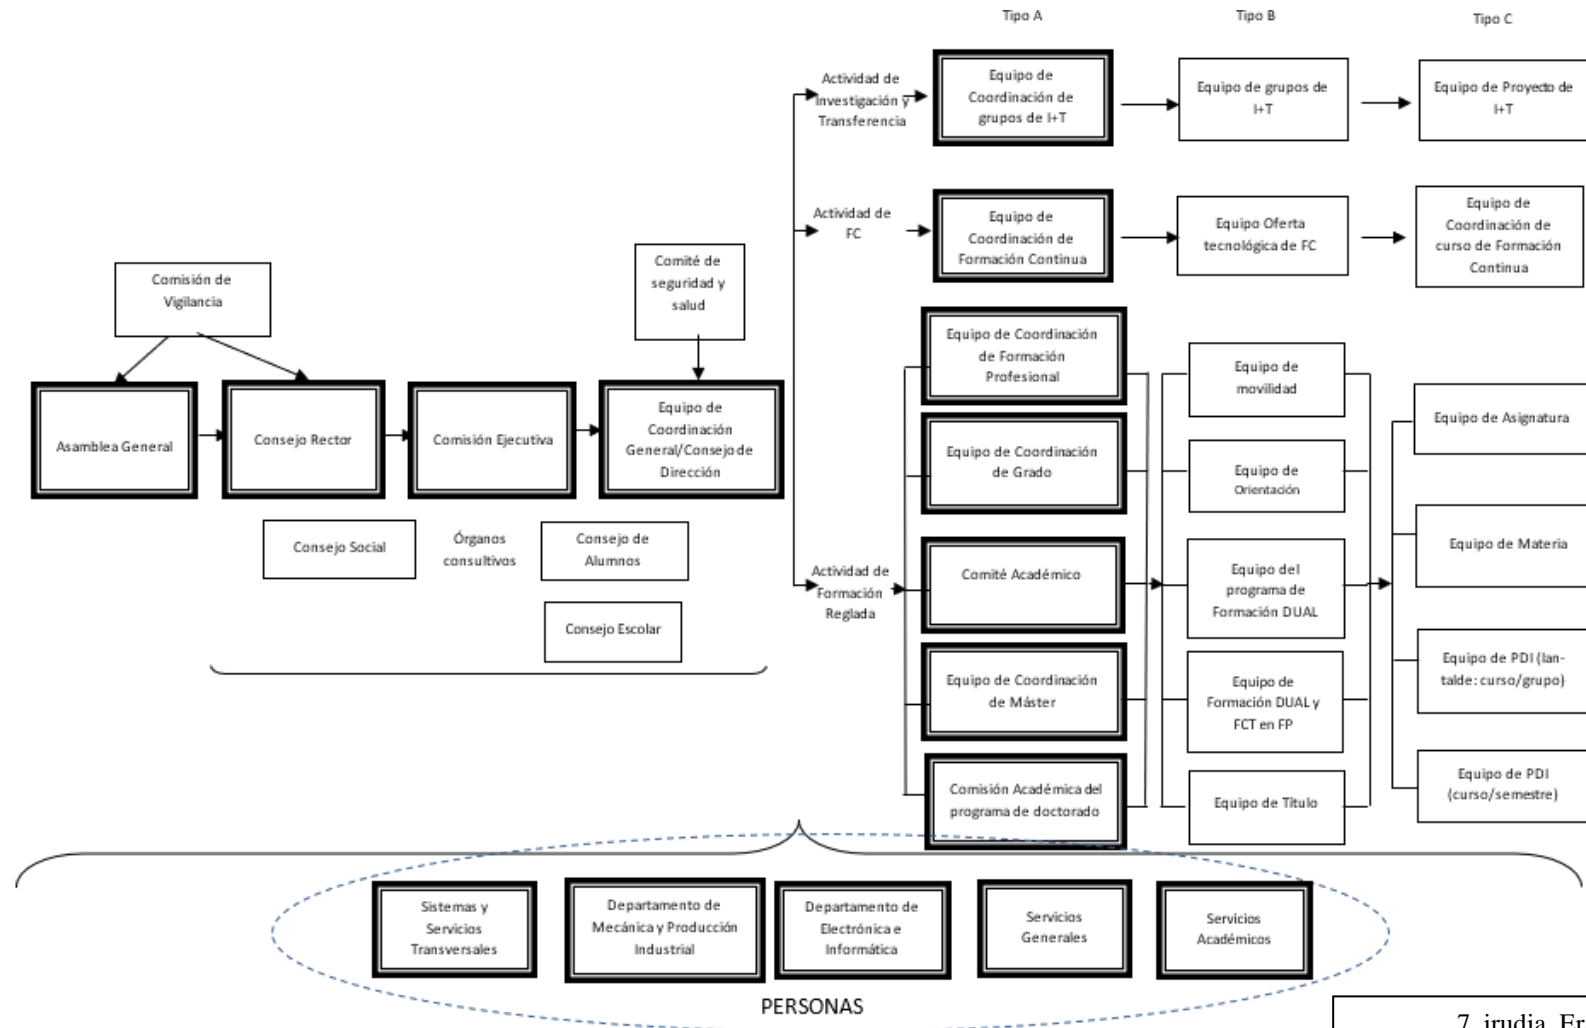 Tipo A
Tipo B
Tipo C
Actividad de
Investigación y
Transferencia
Equipo de
Coordinación de
grupos de I+T
Equipo de grupos de
I+T
Equipo de Proyecto de
I+T
Actividad de
FC
Equipo de
Coordinación de
Formación Continua
Equipo Oferta
tecnológica de FC
Equipo de
Coordinación de
curso de Formación
Continua
Comisión de
Vigilancia
Comité de
seguridad y
salud
Asamblea General
Consejo Rector
Comisión Ejecutiva
Equipo de
Coordinación
General/Consejo de
Dirección
Consejo Social
Órganos
consultivos
Consejo de
Alumnos
Consejo Escolar
Actividad de
Formación
Reglada
Equipo de Coordinación
de Formación
Profesional
Equipo de Coordinación
de Grado
Comité Académico
Equipo de Coordinación
de Máster
Comisión Académica del
programa de doctorado
Equipo de
movilidad
Equipo de
Orientación
Equipo del
programa de
Formación DUAL
Equipo de
Formación DUAL y
FCT en FP
Equipo de Título
Equipo de Asignatura
Equipo de Materia
Equipo de PDI (lan-
talde: curso/grupo)
Equipo de PDI
(curso/semestre)
Sistemas y
Servicios
Transversales
Departamento de
Mecánica y Producción
Industrial
Departamento de
Electrónica e
Informática
Servicios
Generales
Servicios
Académicos
PERSONAS
7. irudia. Er